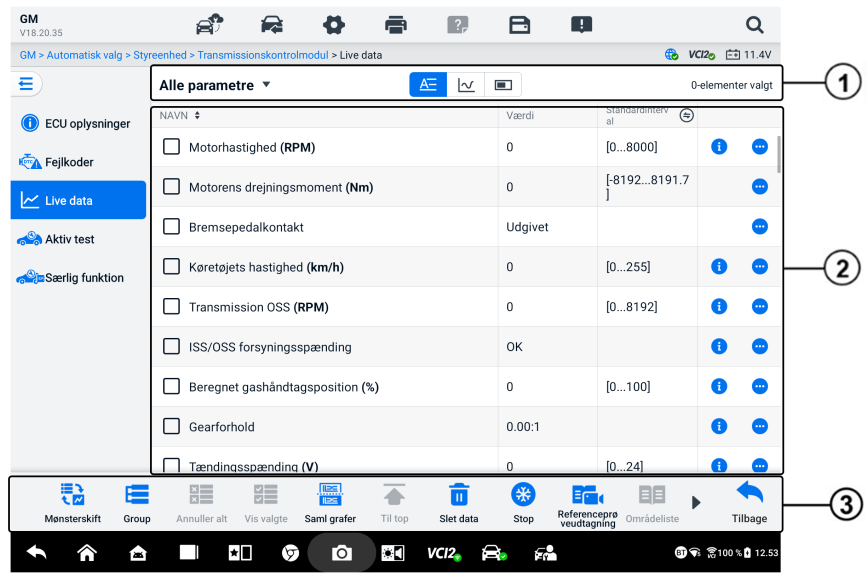 GM
V18.20.35
GM > Automatisk valg > Styreenhed > Transmissionskontrolmodul > Live data
VCI2 11.4V
Alle parametre ▼
0-elementer valgt
1
ECU oplysninger
Fejlkoder
Live data
Aktiv test
Særlig funktion
NAVN Værdi Standardinterv
al
Motorhastighed (RPM) 0 [0...8000]
Motorens drejningsmoment (Nm) 0 [-8192...8191.7
]
Bremsepedalkontakt Udgivet
Køretøjets hastighed (km/h) 0 [0...255]
2
Transmission OSS (RPM) 0 [0...8192]
ISS/OSS forsyningsspænding OK
Beregnet gashåndtagsposition (%) 0 [0...100]
Gearforhold 0.00:1
Tændingsspænding (V) 0 [0...24]
Mønsterskift
Group
Annuller alt
Vis valgte
Saml grafer
Til top
Slet data
Stop
Referenceprø
veudtagning
Områdeliste
Tilbage
3
VCI2 BT 100 % 12.53